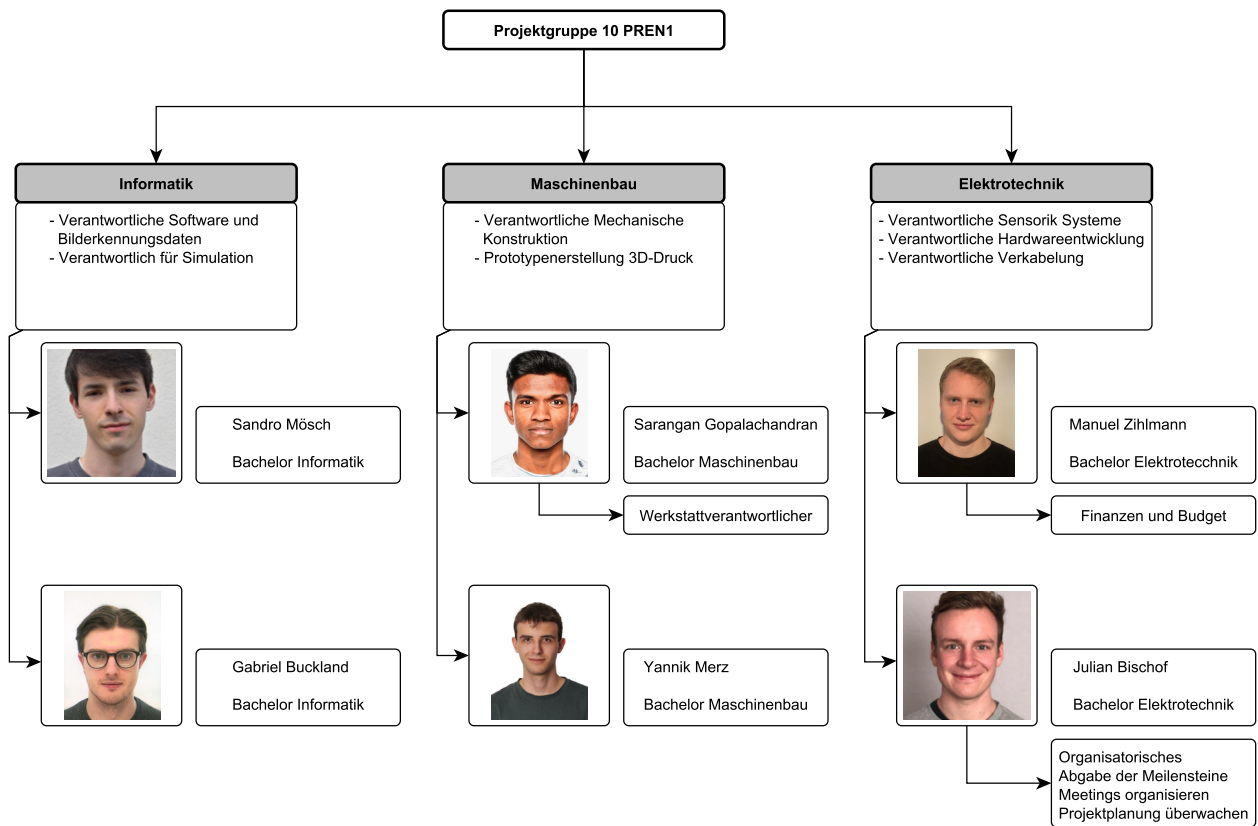 Projektgruppe 10 PREN1
Informatik
- Verantwortliche Software und
Bilderkennungsdaten
- Verantwortlich für Simulation
Sandro Mösch
Bachelor Informatik
Gabriel Buckland
Bachelor Informatik
Maschinenbau
- Verantwortliche Mechanische
Konstruktion
- Prototypenerstellung 3D-Druck
Sarangan Gopalachandran
Bachelor Maschinenbau
Werkstattverantwortlicher
Yannik Merz
Bachelor Maschinenbau
Elektrotechnik
- Verantwortliche Sensorik Systeme
- Verantwortliche Hardwareentwicklung
- Verantwortliche Verkabelung
Manuel Zihlmann
Bachelor Elektrotecchnik
Finanzen und Budget
Julian Bischof
Bachelor Elektrotechnik
Organisatorisches
Abgabe der Meilensteine
Meetings organisieren
Projektplanung überwachen